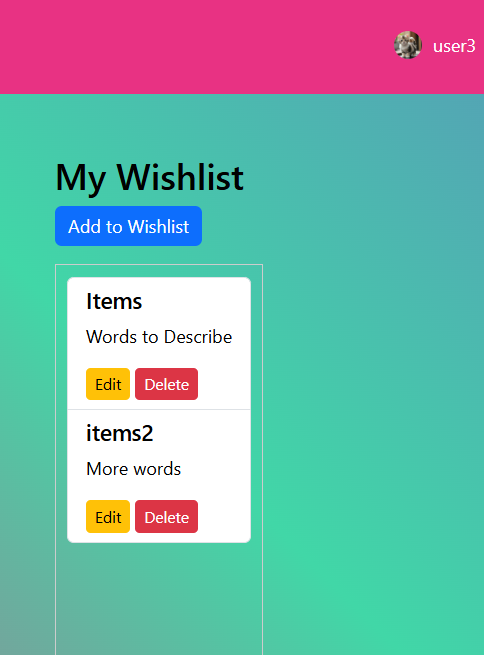 user3
My Wishlist
Add to Wishlist
Items
Words to Describe
Edit Delete
items2
More words
Edit Delete